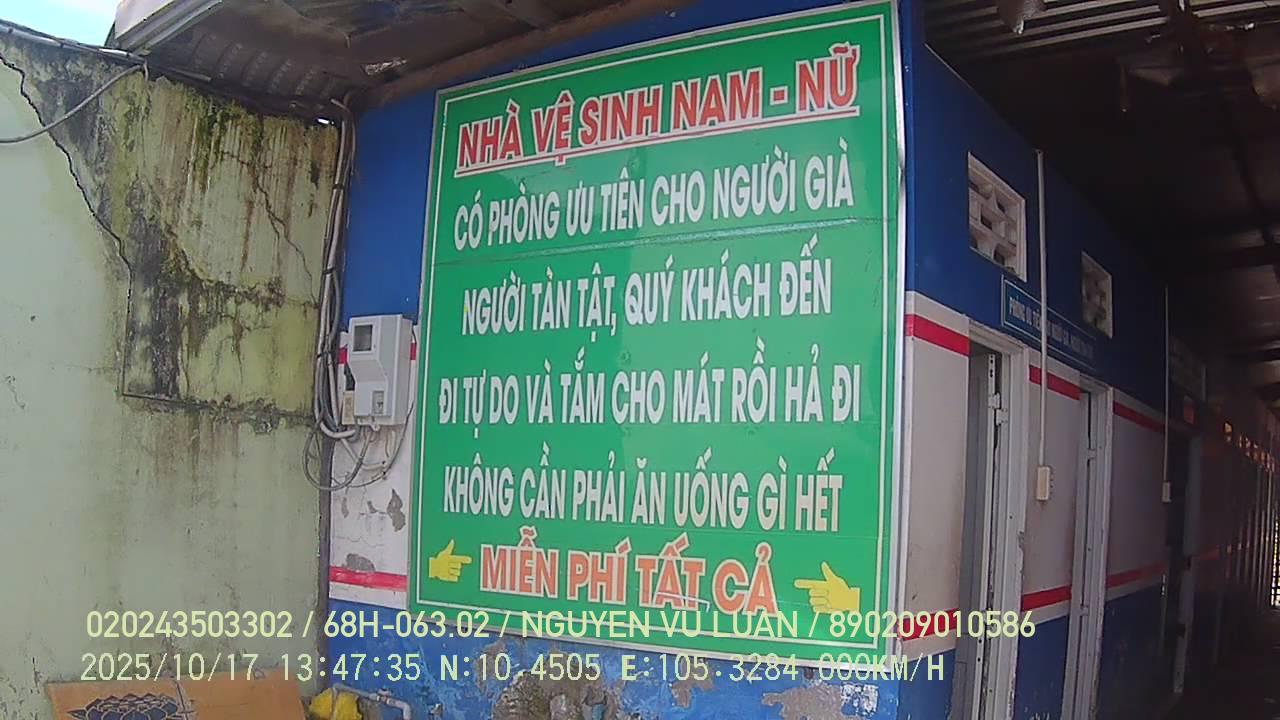 NHÀ VỆ SINH NAM - NỮ
CÓ PHÒNG ƯU TIÊN CHO NGƯỜI GIÀ
NGƯỜI TÀN TẬT, QUÝ KHÁCH ĐẾN
ĐI TỰ DO VÀ TẮM CHO MÁT RỒI HẢ ĐI
KHÔNG CẦN PHẢI ĂN UỐNG GÌ HẾT
MIỄN PHÍ TẤT CẢ
PHÒNG ƯU TIÊN
020243503302 / 68H-063.02 / NGUYEN VU LUAN / 890209010586
2025/10/17 13:47:35 N:10.4505 E:105.3284 000KM/H